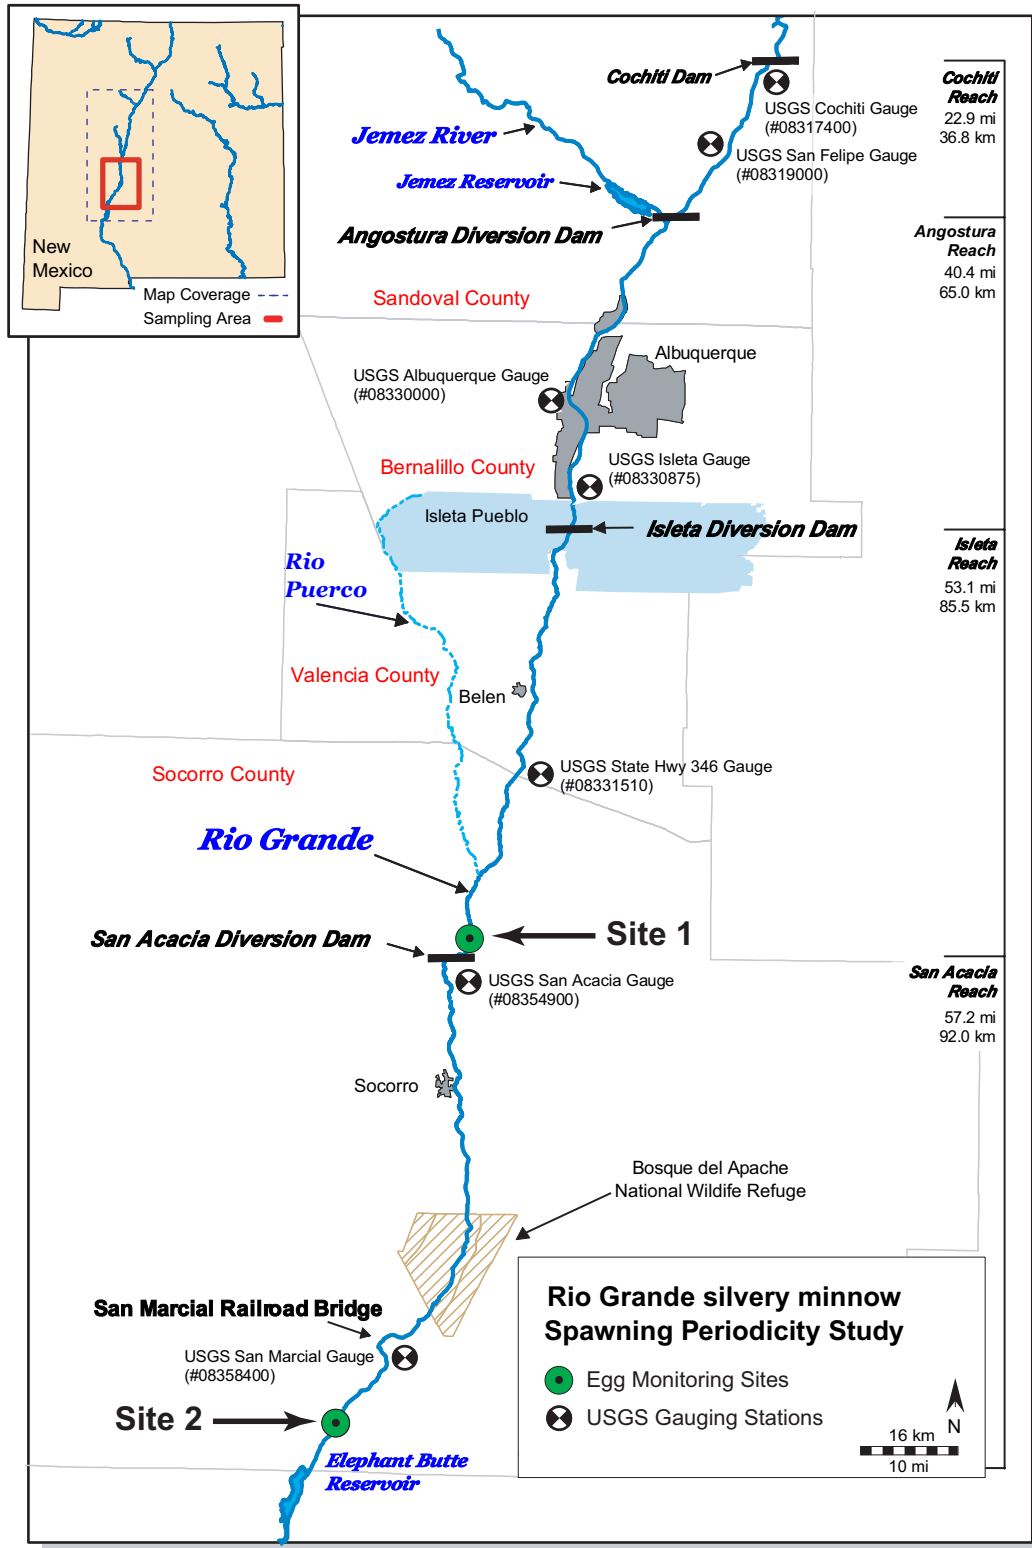 New
Mexico
Map Coverage
Sampling Area
Cochiti Dam
USGS Cochiti Gauge
(#08317400)
Jemez River
USGS San Felipe Gauge
(#08319000)
Jemez Reservoir
Angostura Diversion Dam
Cochiti
Reach
22.9 mi
36.8 km
Angostura
Reach
40.4 mi
65.0 km
Sandoval County
Albuquerque
USGS Albuquerque Gauge
(#08330000)
Bernalillo County
USGS Isleta Gauge
(#08330875)
Isleta Pueblo
Isleta Diversion Dam
Isleta
Reach
53.1 mi
85.5 km
Rio
Puerco
Valencia County
Belen
USGS State Hwy 346 Gauge
(#08331510)
Socorro County
Rio Grande
Site 1
San Acacia Diversion Dam
USGS San Acacia Gauge
(#08354900)
San Acacia
Reach
57.2 mi
92.0 km
Socorro
Bosque del Apache
National Wildife Refuge
San Marcial Railroad Bridge
USGS San Marcial Gauge
(#08358400)
Site 2
Elephant Butte
Reservoir
Rio Grande silvery minnow
Spawning Periodicity Study
Egg Monitoring Sites
USGS Gauging Stations
N
16 km
10 mi